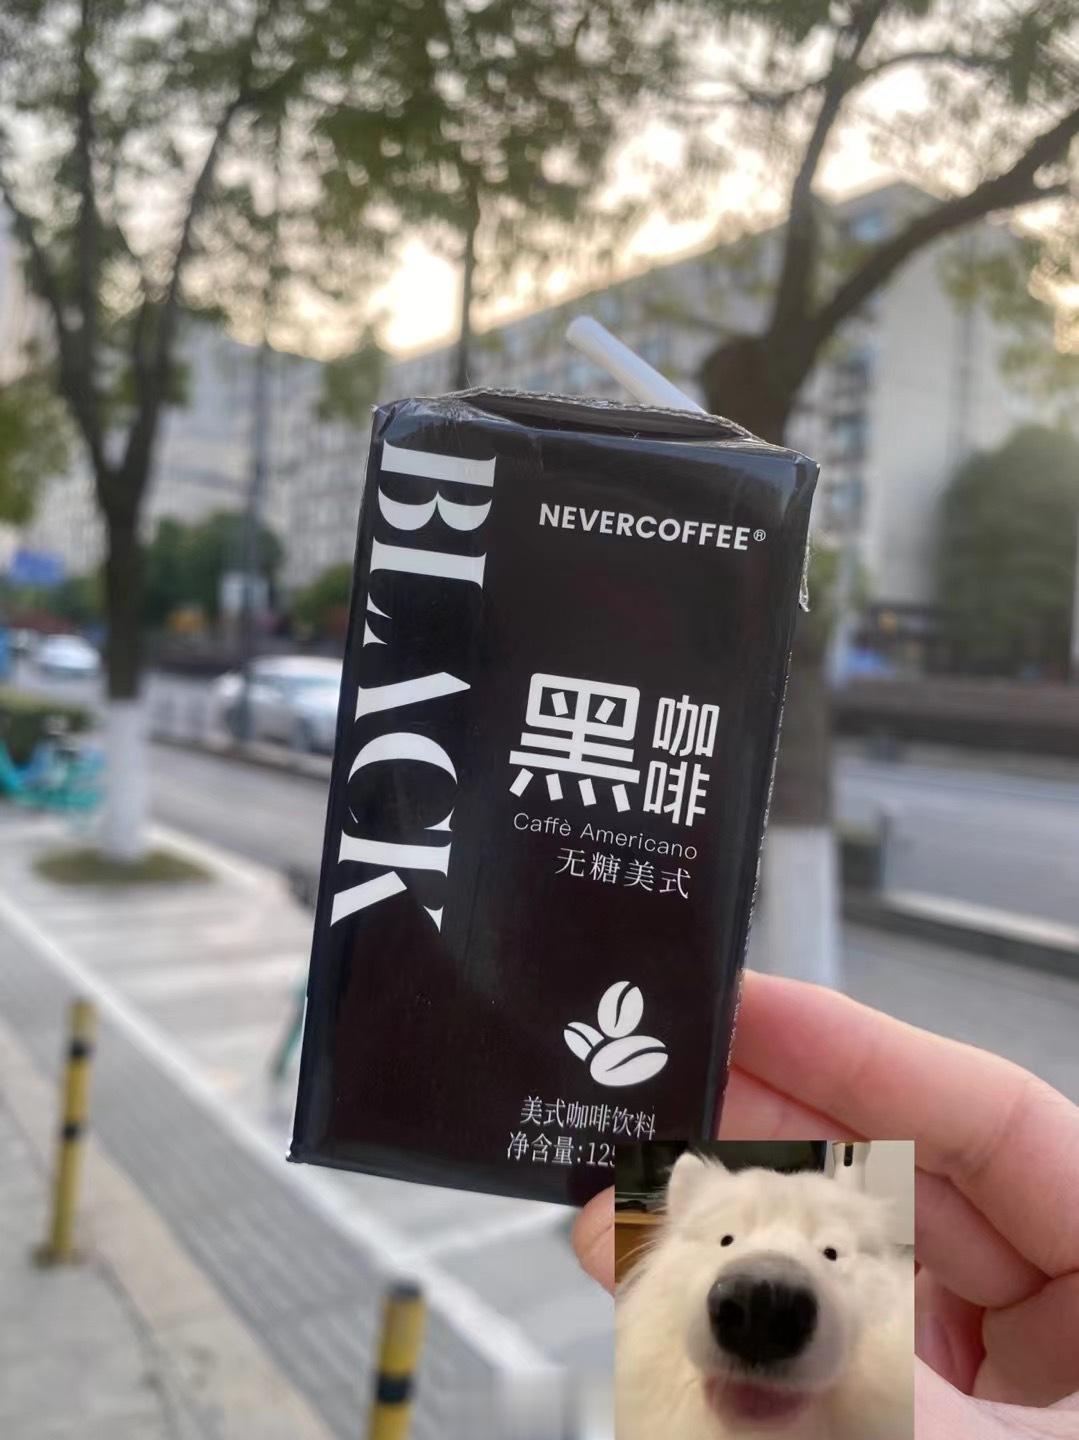 BLACK
NEVERCOFFEE®
黑咖啡
Caffè Americano
无糖美式
美式咖啡饮料
净含量:125